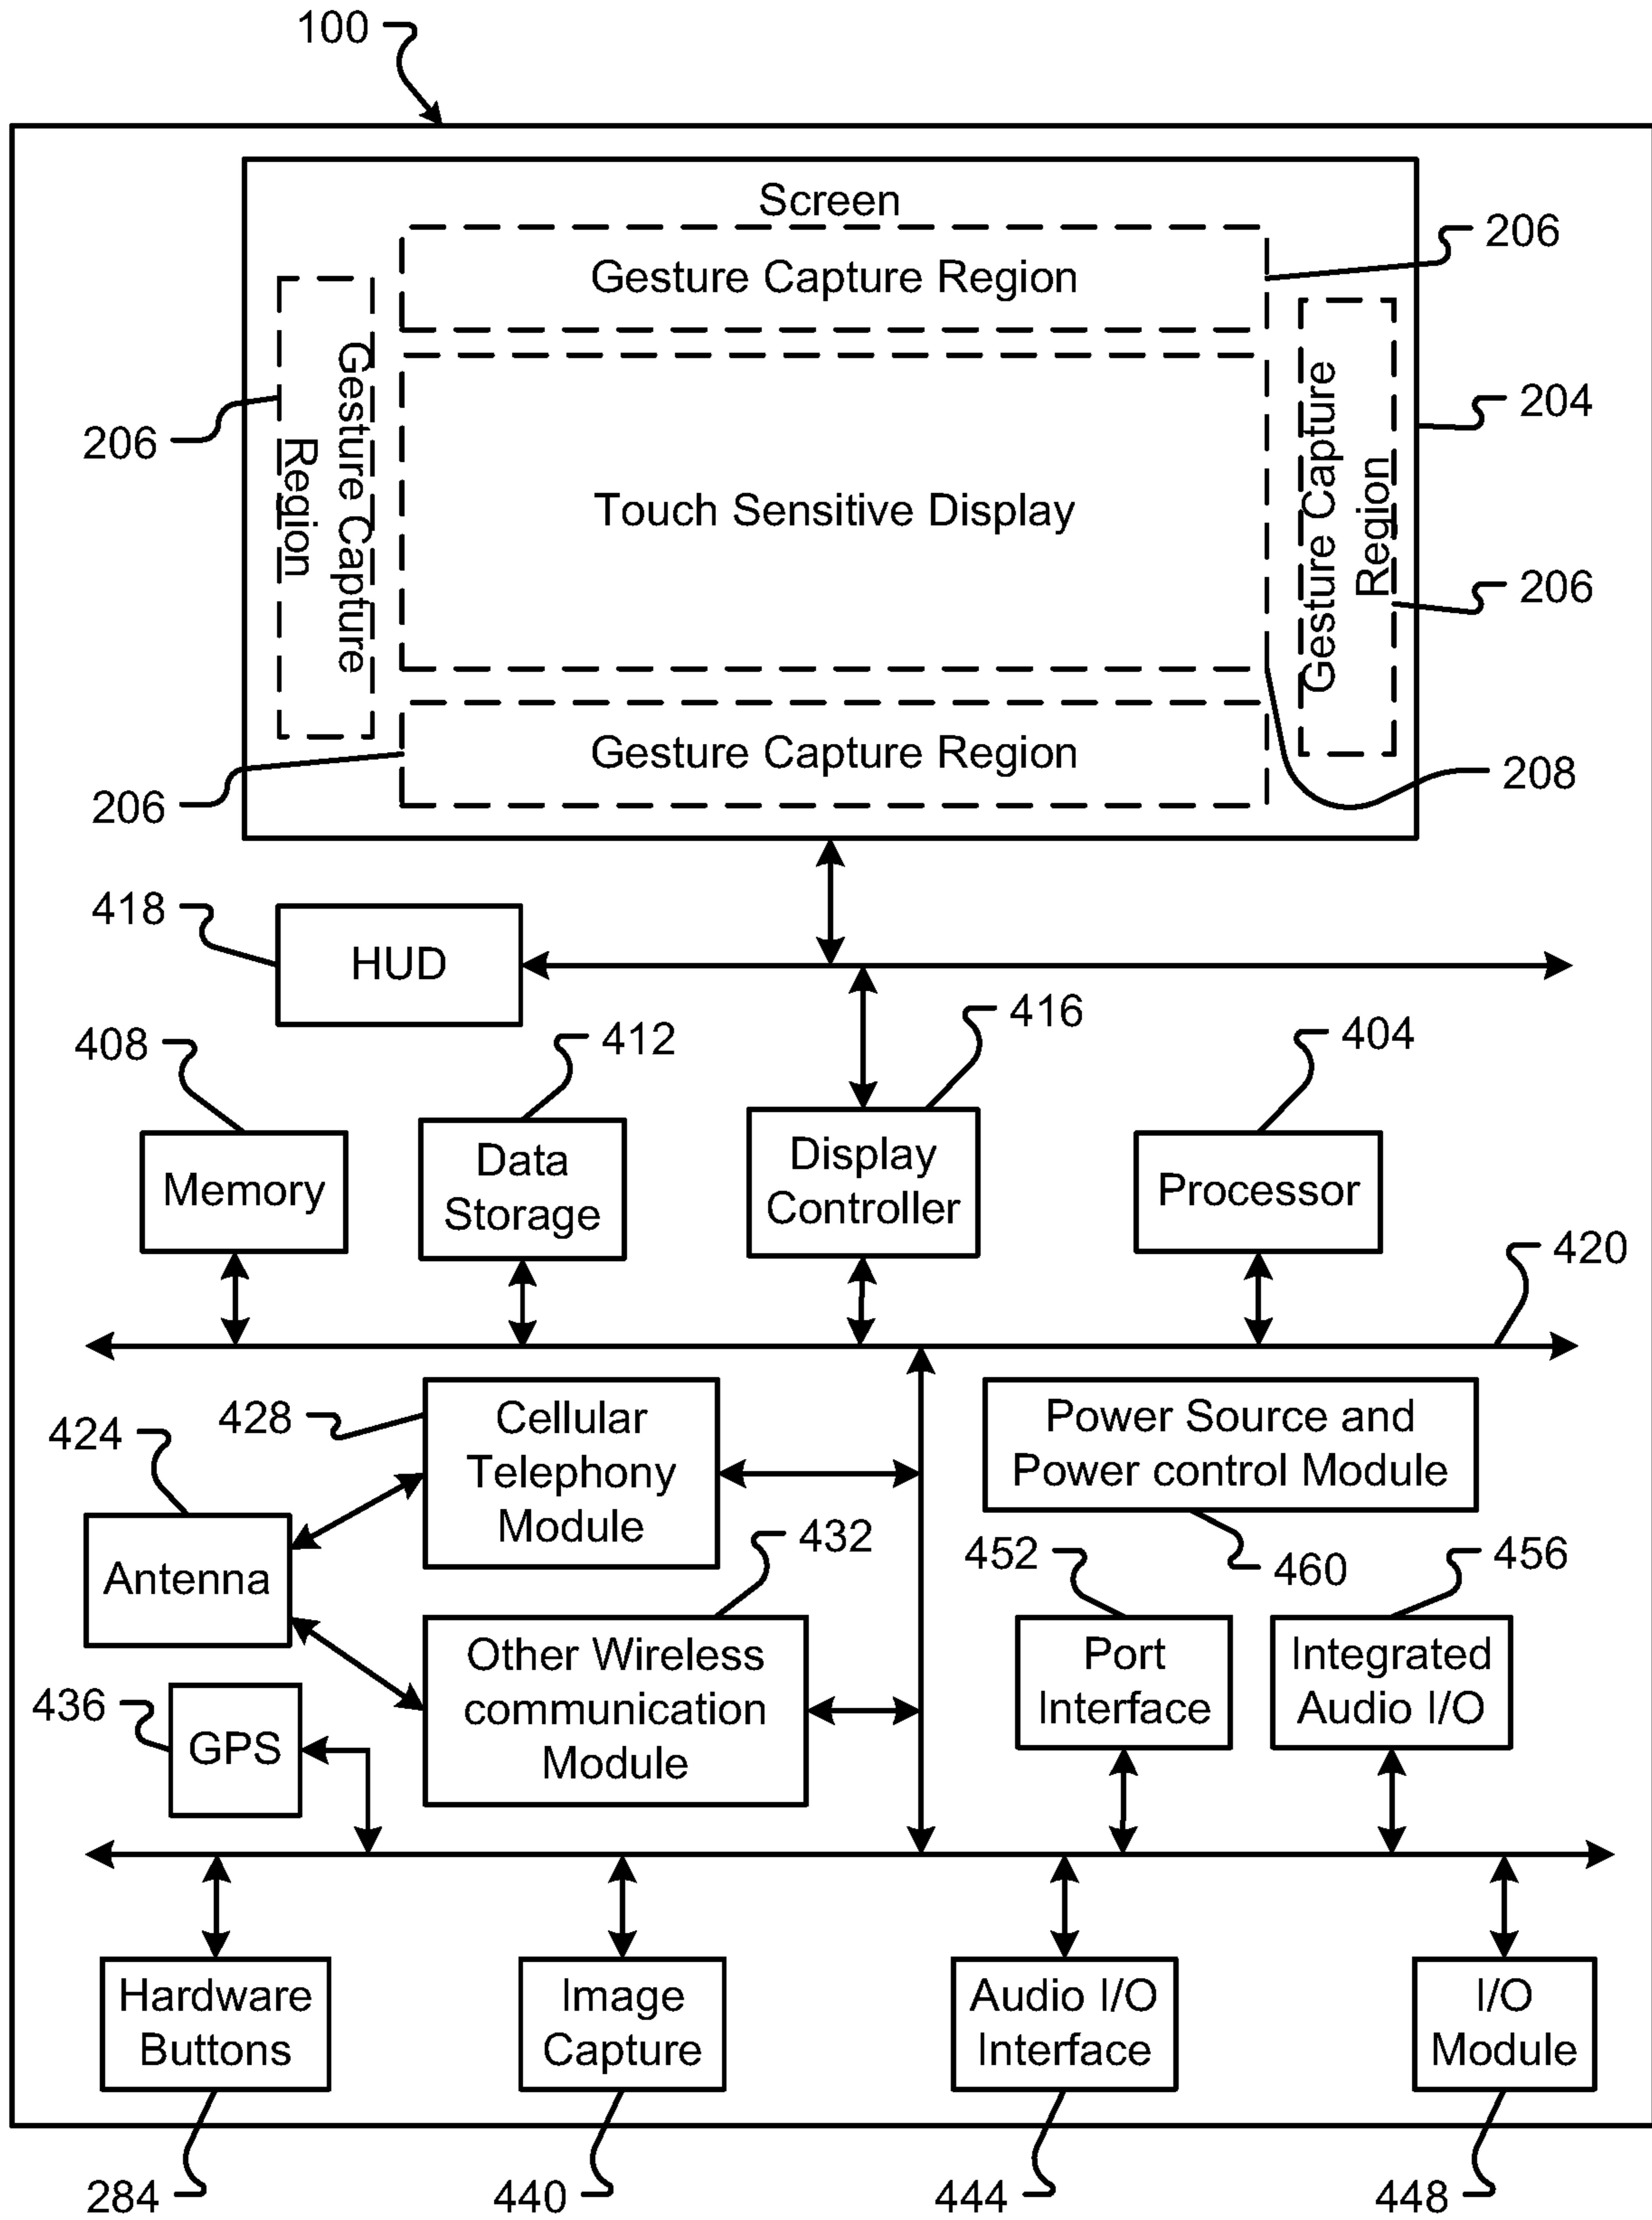 100
Screen
Gesture Capture Region
206
Gesture Capture
Region
206
Gesture Capture
Region
204
206
Touch Sensitive Display
Gesture Capture Region
206
208
418
HUD
408
412
416
404
Memory
Data
Storage
Display
Controller
Processor
420
428
Cellular
Telephony
Module
Power Source and
Power control Module
424
Antenna
432
452
460
456
Other Wireless
communication
Module
Port
Interface
Integrated
Audio I/O
436
GPS
Hardware
Buttons
Image
Capture
Audio I/O
Interface
I/O
Module
284
440
444
448